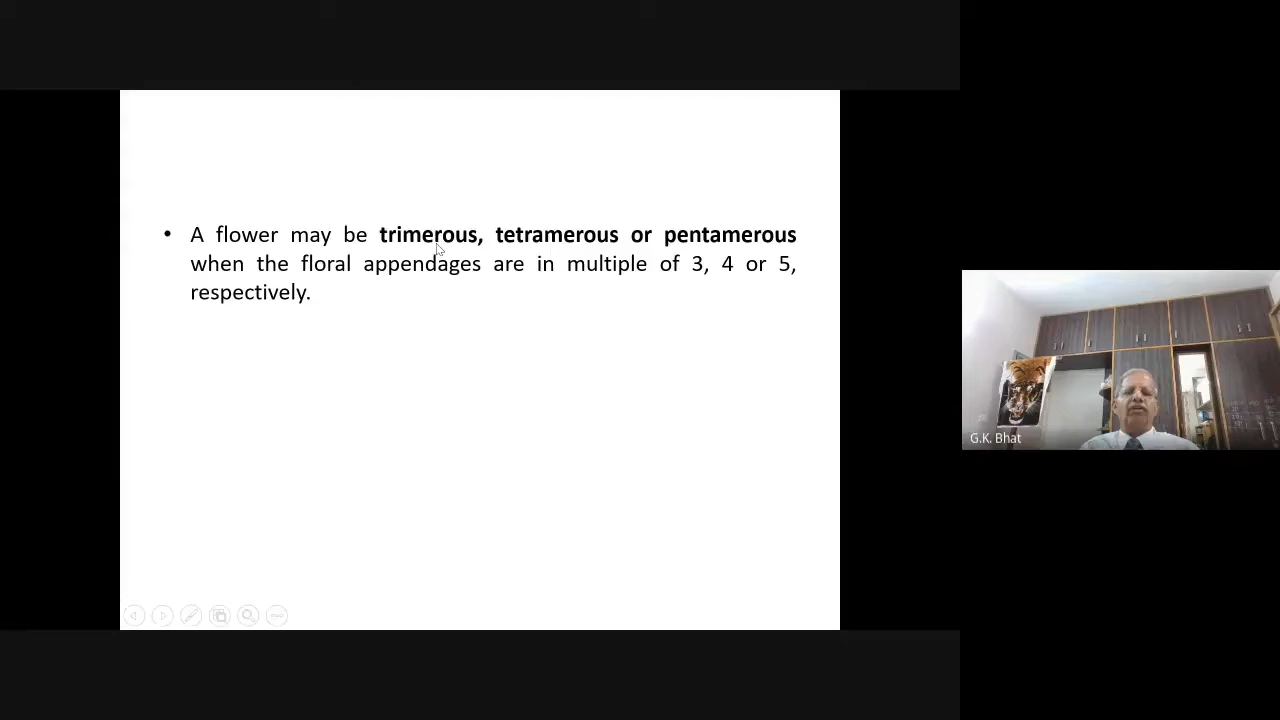 • A flower may be trimerous, tetramerous or pentamerous
when the floral appendages are in multiple of 3, 4 or 5,
respectively.
G.K. Bhat